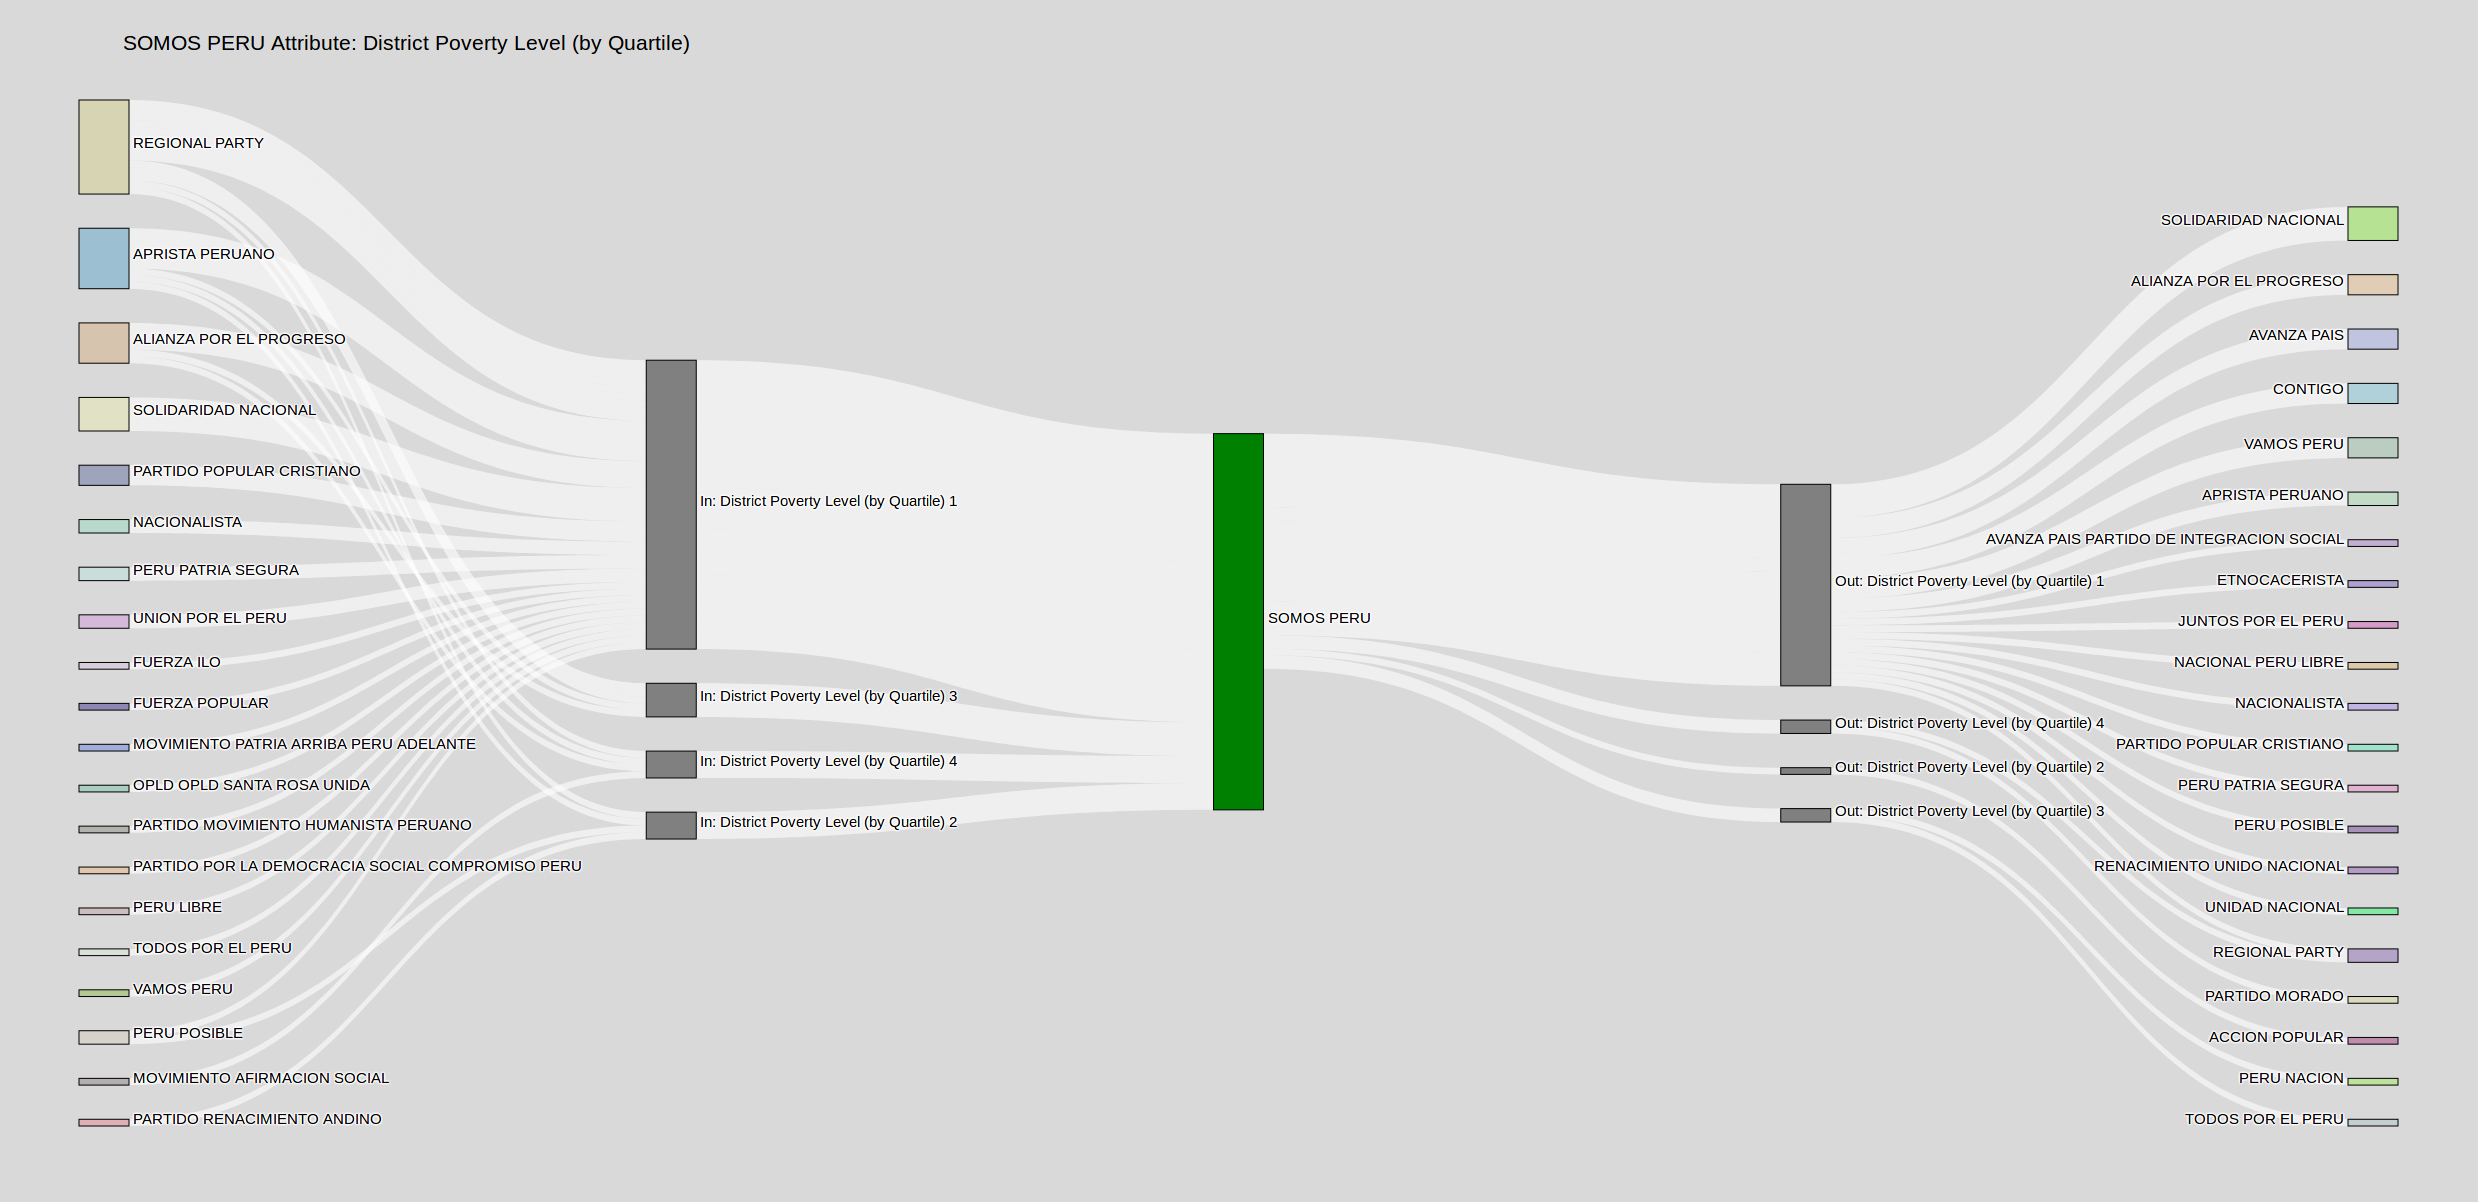 SOMOS PERU Attribute: District Poverty Level (by Quartile)
REGIONAL PARTY
APRISTA PERUANO
ALIANZA POR EL PROGRESO
SOLIDARIDAD NACIONAL
PARTIDO POPULAR CRISTIANO
NACIONALISTA
PERU PATRIA SEGURA
UNION POR EL PERU
FUERZA ILO
FUERZA POPULAR
MOVIMIENTO PATRIA ARRIBA PERU ADELANTE
OPLD OPLD SANTA ROSA UNIDA
PARTIDO MOVIMIENTO HUMANISTA PERUANO
PARTIDO POR LA DEMOCRACIA SOCIAL COMPROMISO PERU
PERU LIBRE
TODOS POR EL PERU
VAMOS PERU
PERU POSIBLE
MOVIMIENTO AFIRMACION SOCIAL
PARTIDO RENACIMIENTO ANDINO
In: District Poverty Level (by Quartile) 1
In: District Poverty Level (by Quartile) 3
In: District Poverty Level (by Quartile) 4
In: District Poverty Level (by Quartile) 2
SOMOS PERU
Out: District Poverty Level (by Quartile) 1
Out: District Poverty Level (by Quartile) 4
Out: District Poverty Level (by Quartile) 2
Out: District Poverty Level (by Quartile) 3
SOLIDARIDAD NACIONAL
ALIANZA POR EL PROGRESO
AVANZA PAIS
CONTIGO
VAMOS PERU
APRISTA PERUANO
AVANZA PAIS PARTIDO DE INTEGRACION SOCIAL
ETNOCACERISTA
JUNTOS POR EL PERU
NACIONAL PERU LIBRE
NACIONALISTA
PARTIDO POPULAR CRISTIANO
PERU PATRIA SEGURA
PERU POSIBLE
RENACIMIENTO UNIDO NACIONAL
UNIDAD NACIONAL
REGIONAL PARTY
PARTIDO MORADO
ACCION POPULAR
PERU NACION
TODOS POR EL PERU